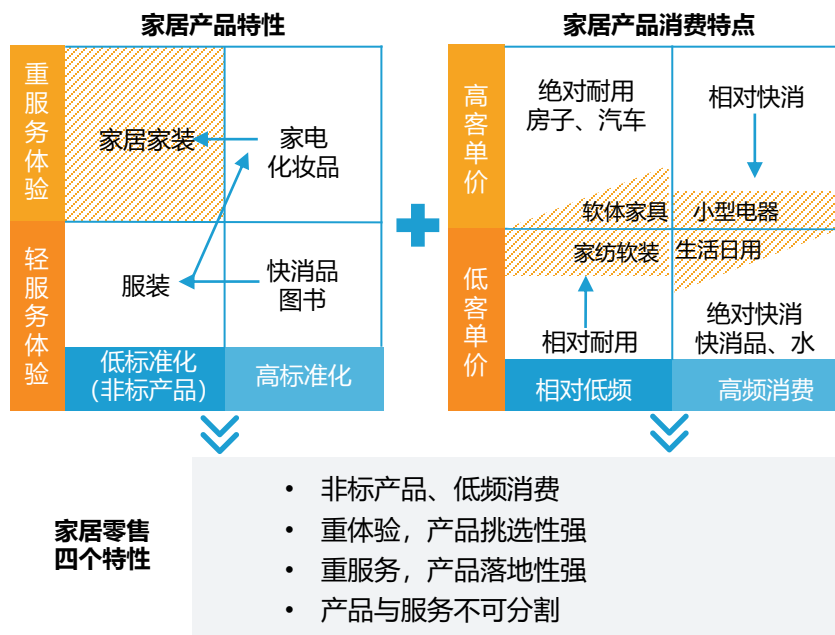 家居产品特性
重服务体验
轻服务体验
家居家装
家电
化妆品
服装
快消品
图书
低标准化
（非标产品）
高标准化
家居产品消费特点
高客单价
低客单价
绝对耐用
房子、汽车
相对快消
软体家具
小型电器
家纺软装
生活日用
相对耐用
绝对快消
快消品、水
相对低频
高频消费
家居零售
四个特性
• 非标产品、低频消费
• 重体验，产品挑选性强
• 重服务，产品落地性强
• 产品与服务不可分割